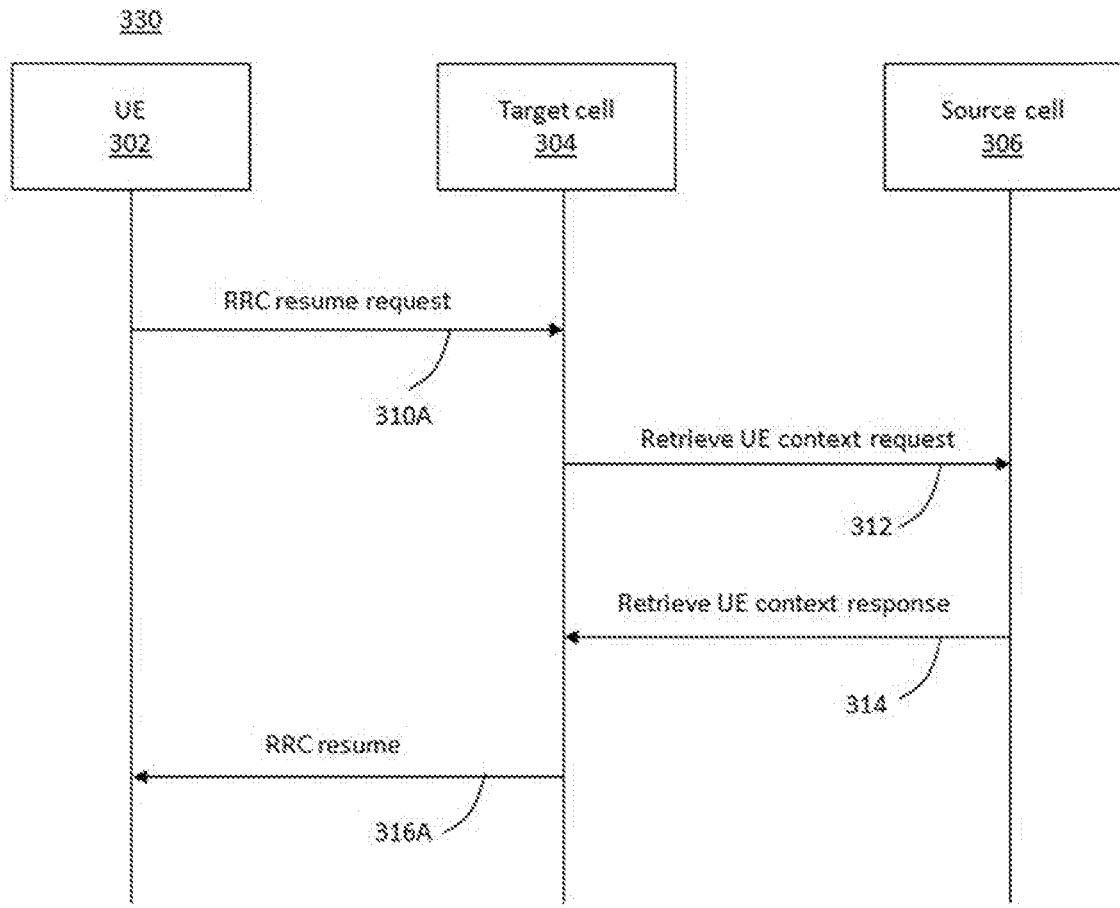 330
UE
302
Target cell
304
Source cell
306
RRC resume request
310A
Retrieve UE context request
312
Retrieve UE context response
314
RRC resume
316A